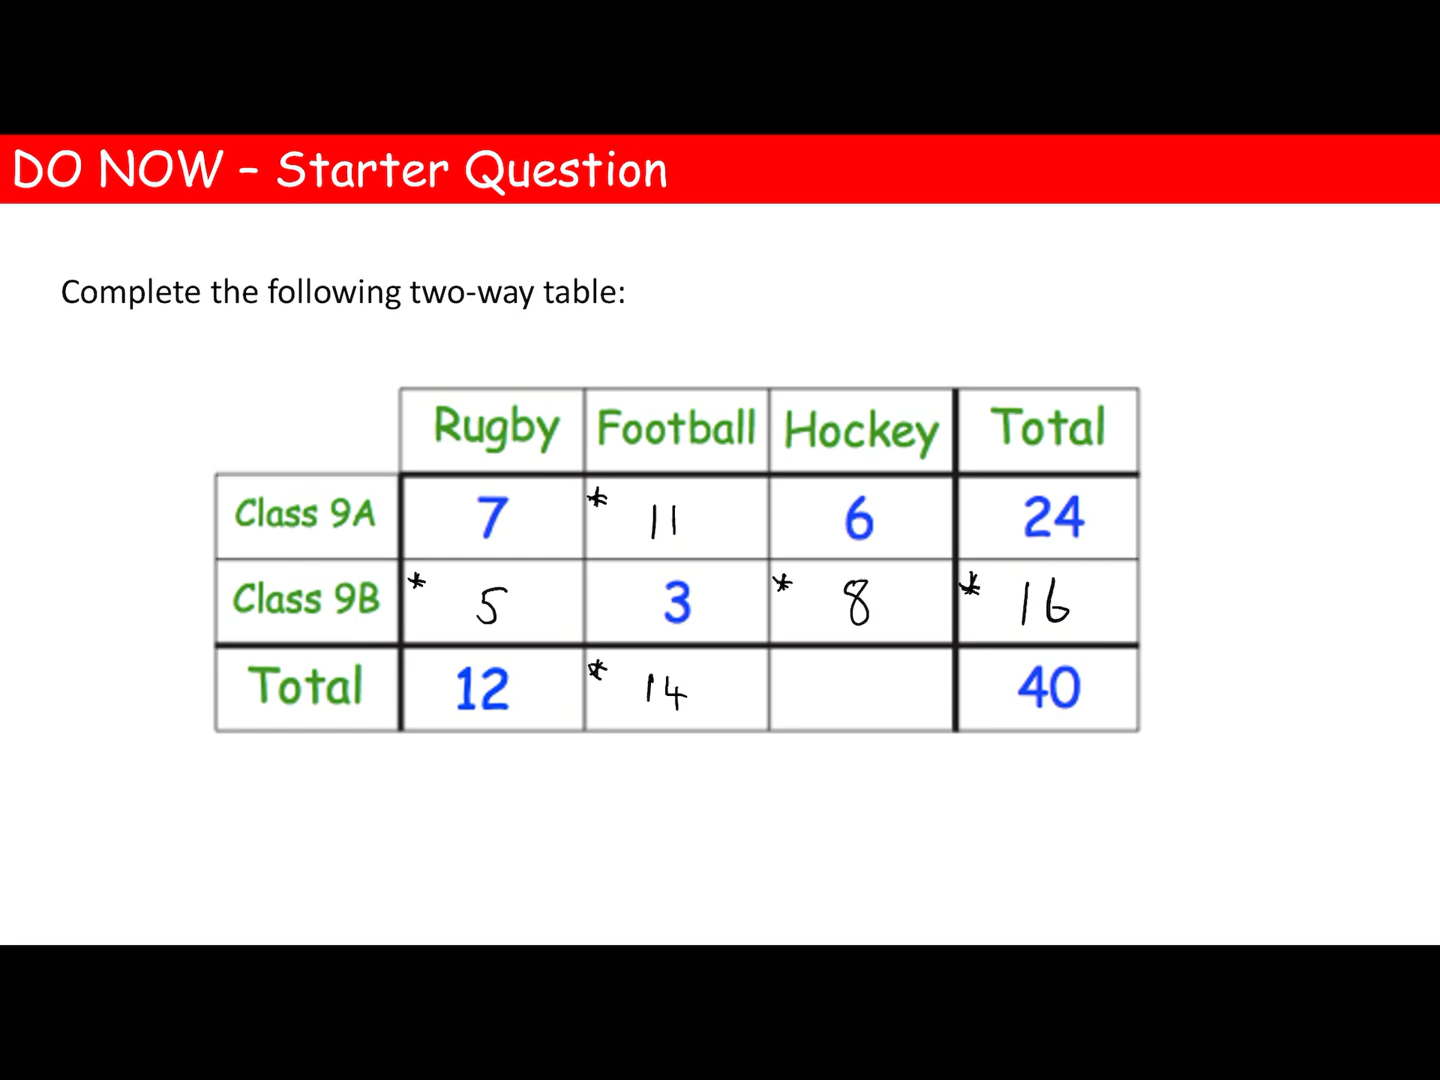 DO NOW – Starter Question
Complete the following two-way table:
Rugby Football Hockey Total
Class 9A 7 * 11 6 24
Class 9B * 5 3 * 8 * 16
Total 12 * 14 40